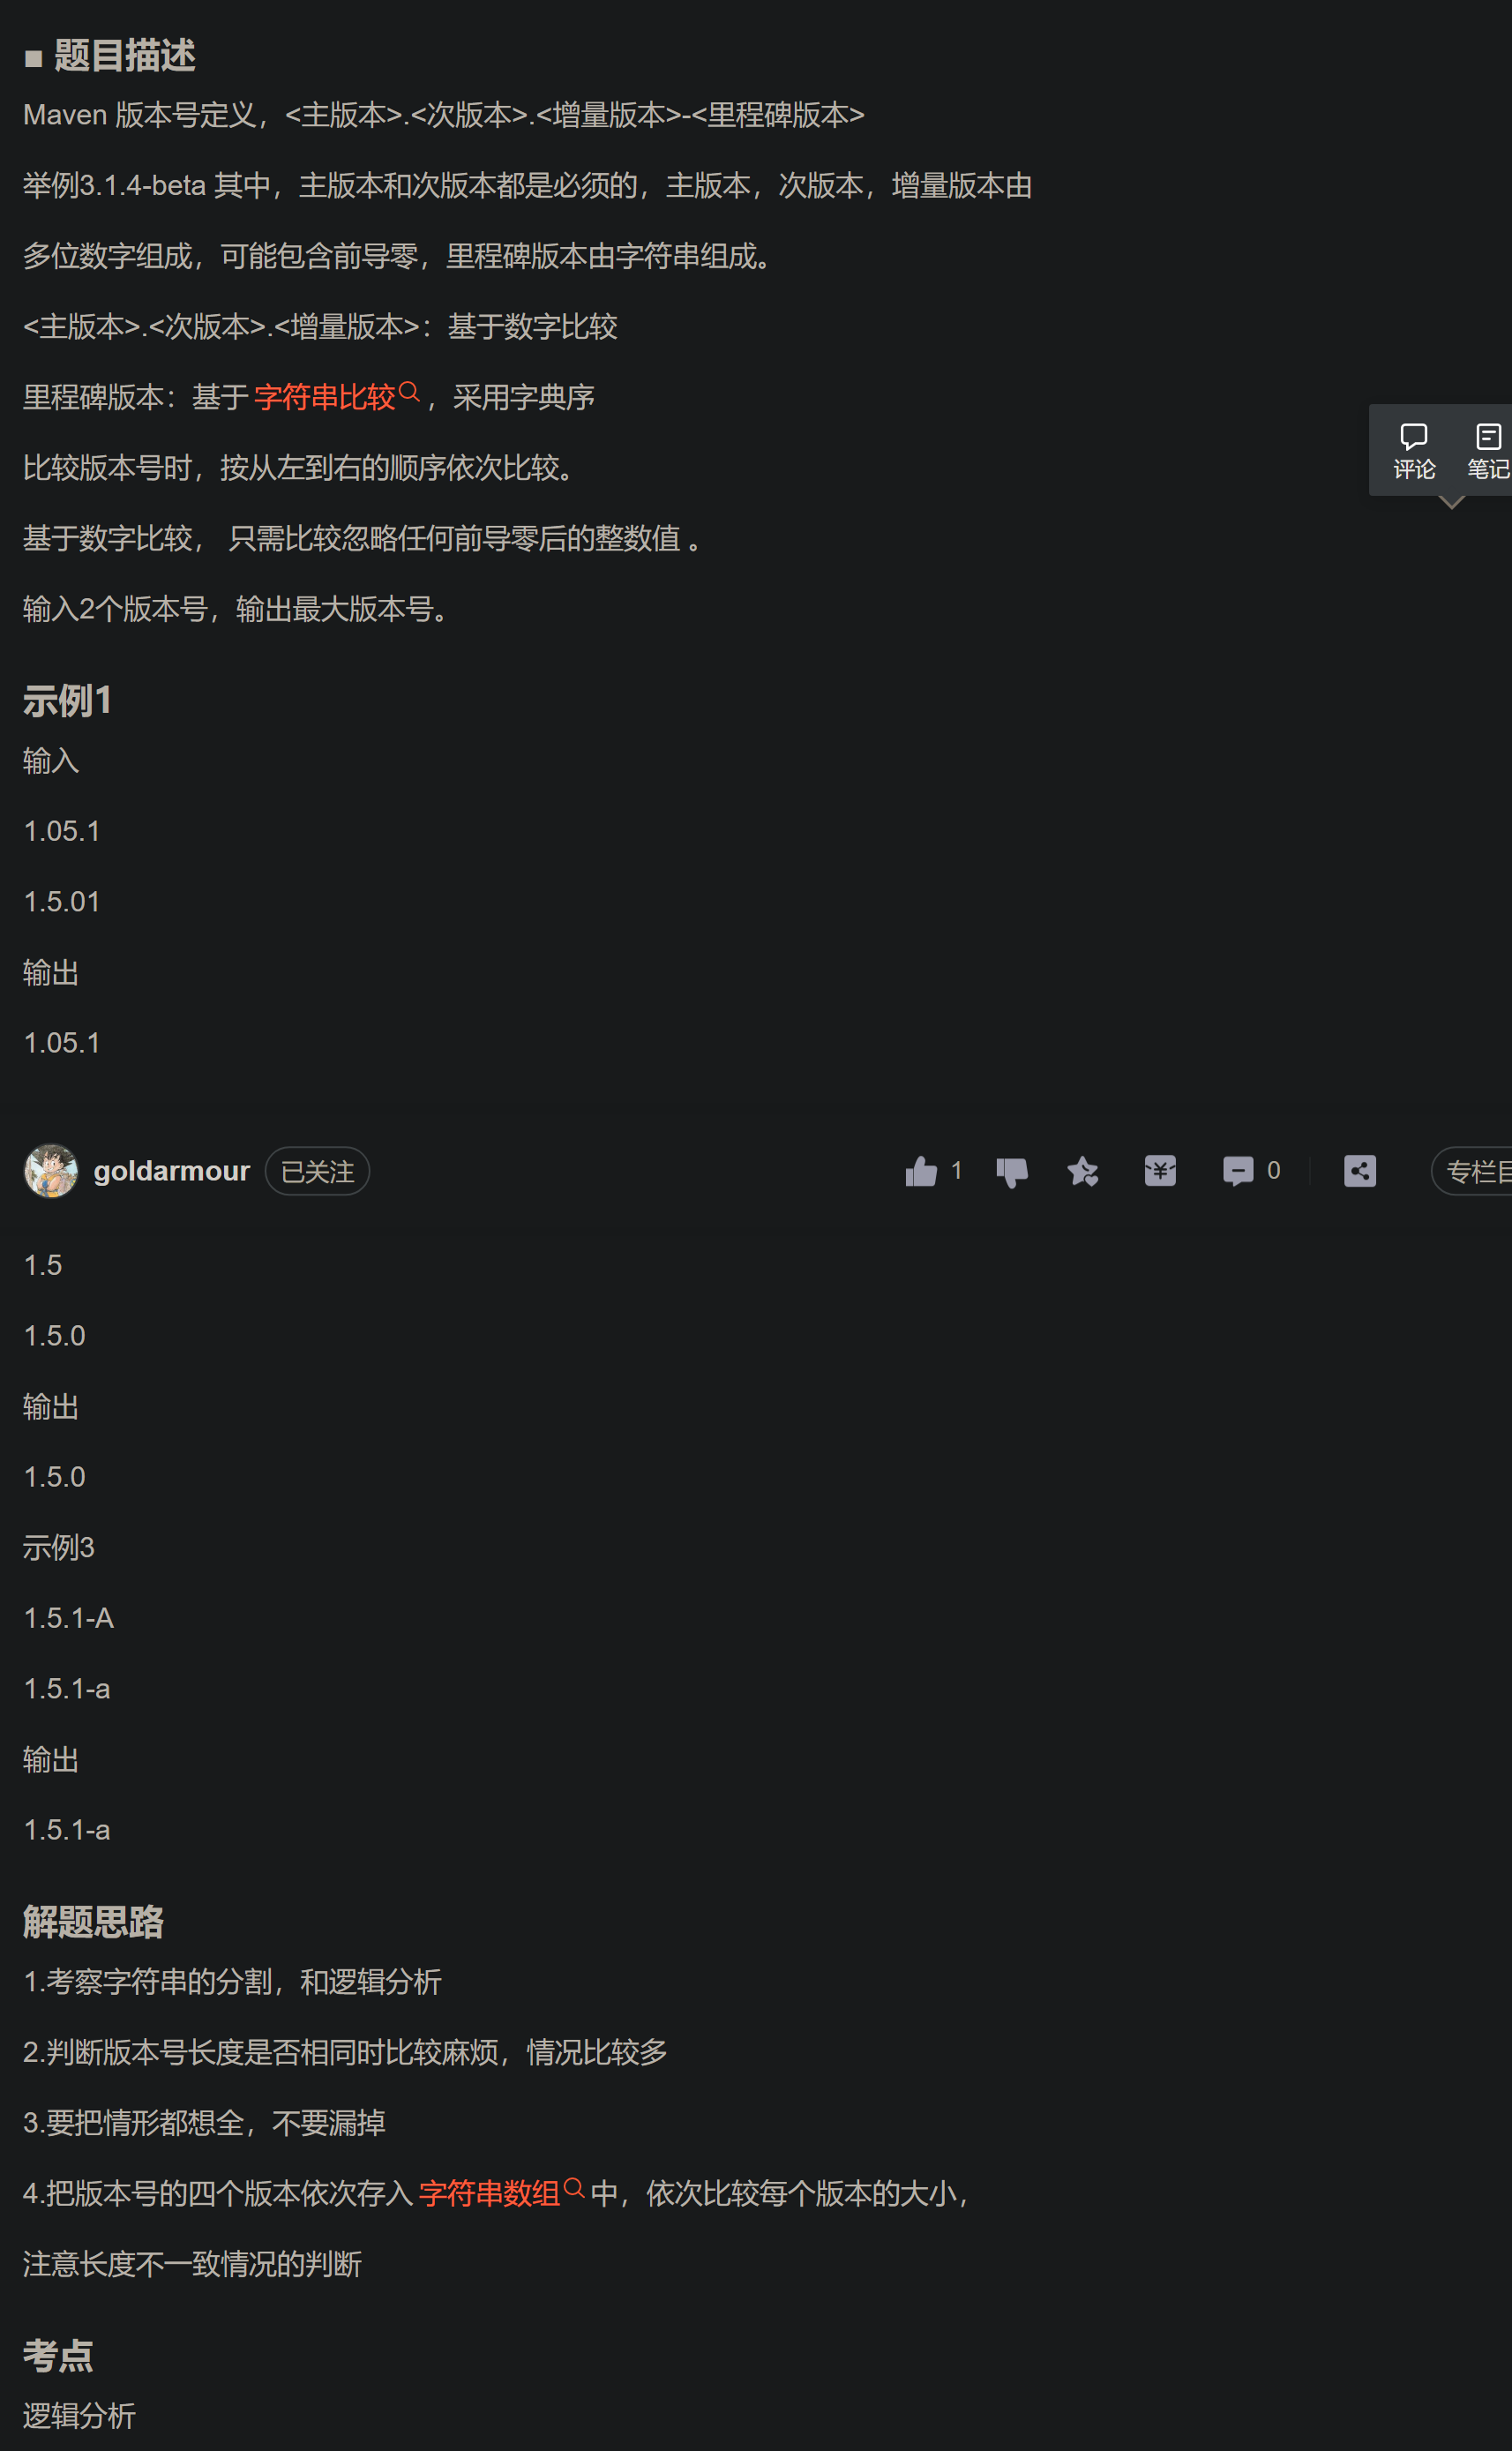 ■ 题目描述
Maven 版本号定义，<主版本>.<次版本>.<增量版本>-<里程碑版本>
举例3.1.4-beta 其中，主版本和次版本都是必须的，主版本，次版本，增量版本由
多位数字组成，可能包含前导零，里程碑版本由字符串组成。
<主版本>.<次版本>.<增量版本>：基于数字比较
里程碑版本：基于 字符串比较 ，采用字典序
评论 笔记
比较版本号时，按从左到右的顺序依次比较。
基于数字比较， 只需比较忽略任何前导零后的整数值 。
输入2个版本号，输出最大版本号。
示例1
输入
1.05.1
1.5.01
输出
1.05.1
goldarmour 已关注 1 0 专栏目
1.5
1.5.0
输出
1.5.0
示例3
1.5.1-A
1.5.1-a
输出
1.5.1-a
解题思路
1.考察字符串的分割，和逻辑分析
2.判断版本号长度是否相同时比较麻烦，情况比较多
3.要把情形都想全，不要漏掉
4.把版本号的四个版本依次存入 字符串数组 中，依次比较每个版本的大小，
注意长度不一致情况的判断
考点
逻辑分析